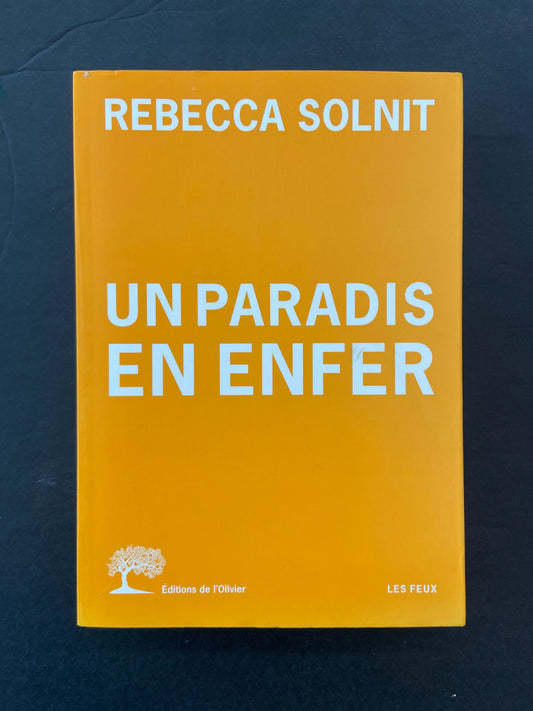 REBECCA SOLNIT
UN PARADIS
EN ENFER
Éditions de l'Olivier
LES FEUX